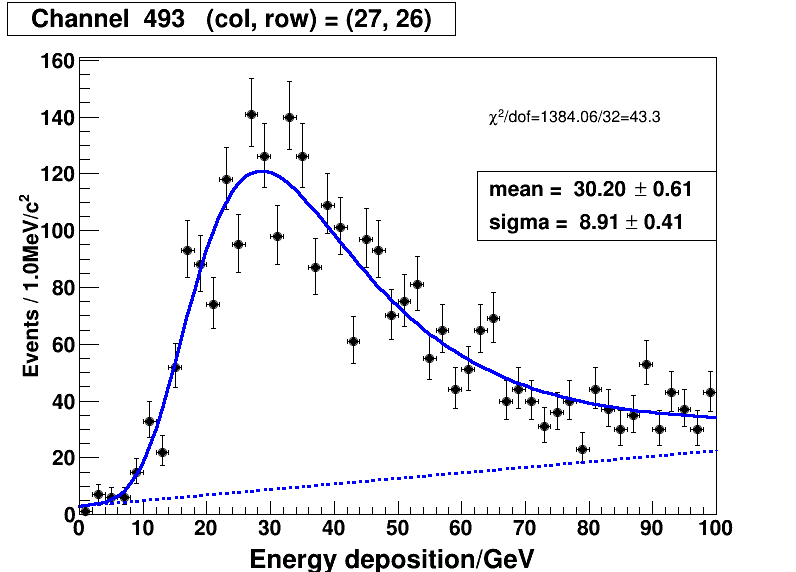 Channel 493 (col, row) = (27, 26)
χ²/dof=1384.06/32=43.3
mean = 30.20 ± 0.61
sigma = 8.91 ± 0.41
Events / 1.0MeV/c²
160
140
120
100
80
60
40
20
0
0 10 20 30 40 50 60 70 80 90 100
Energy deposition/GeV